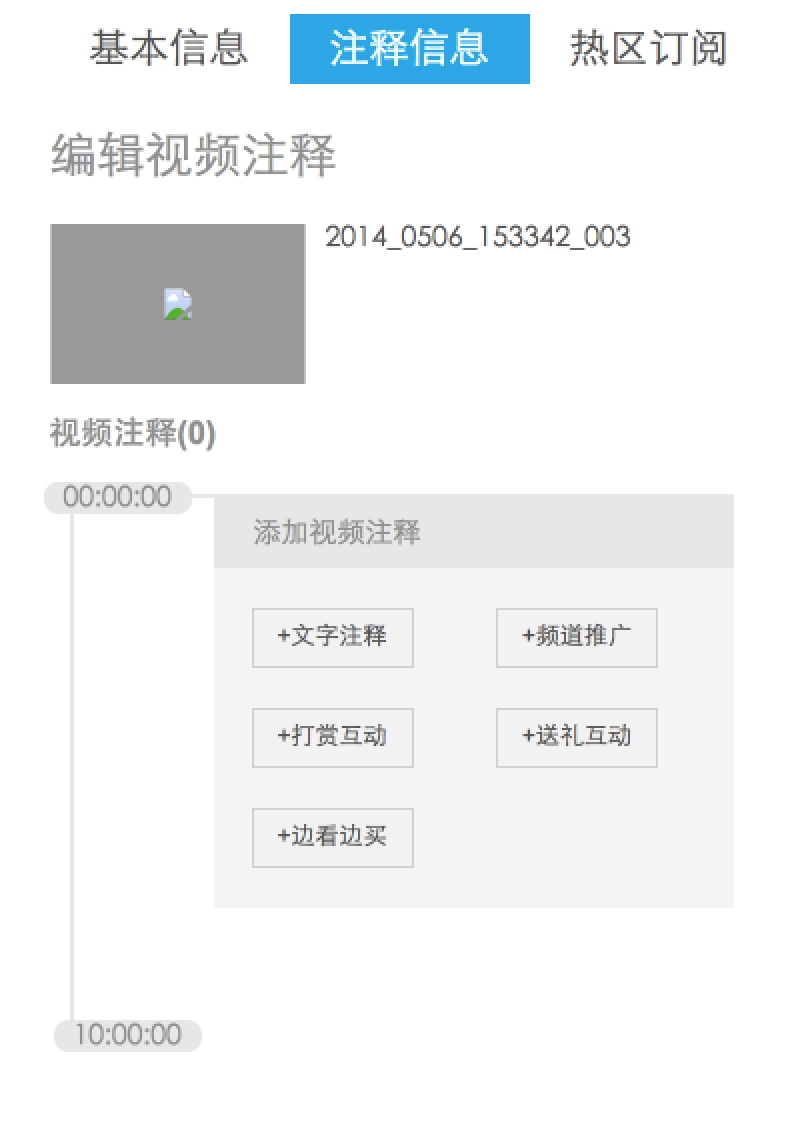 基本信息 注释信息 热区订阅
编辑视频注释
2014_0506_153342_003
视频注释(0)
00:00:00
添加视频注释
+文字注释 +频道推广
+打赏互动 +送礼互动
+边看边买
10:00:00